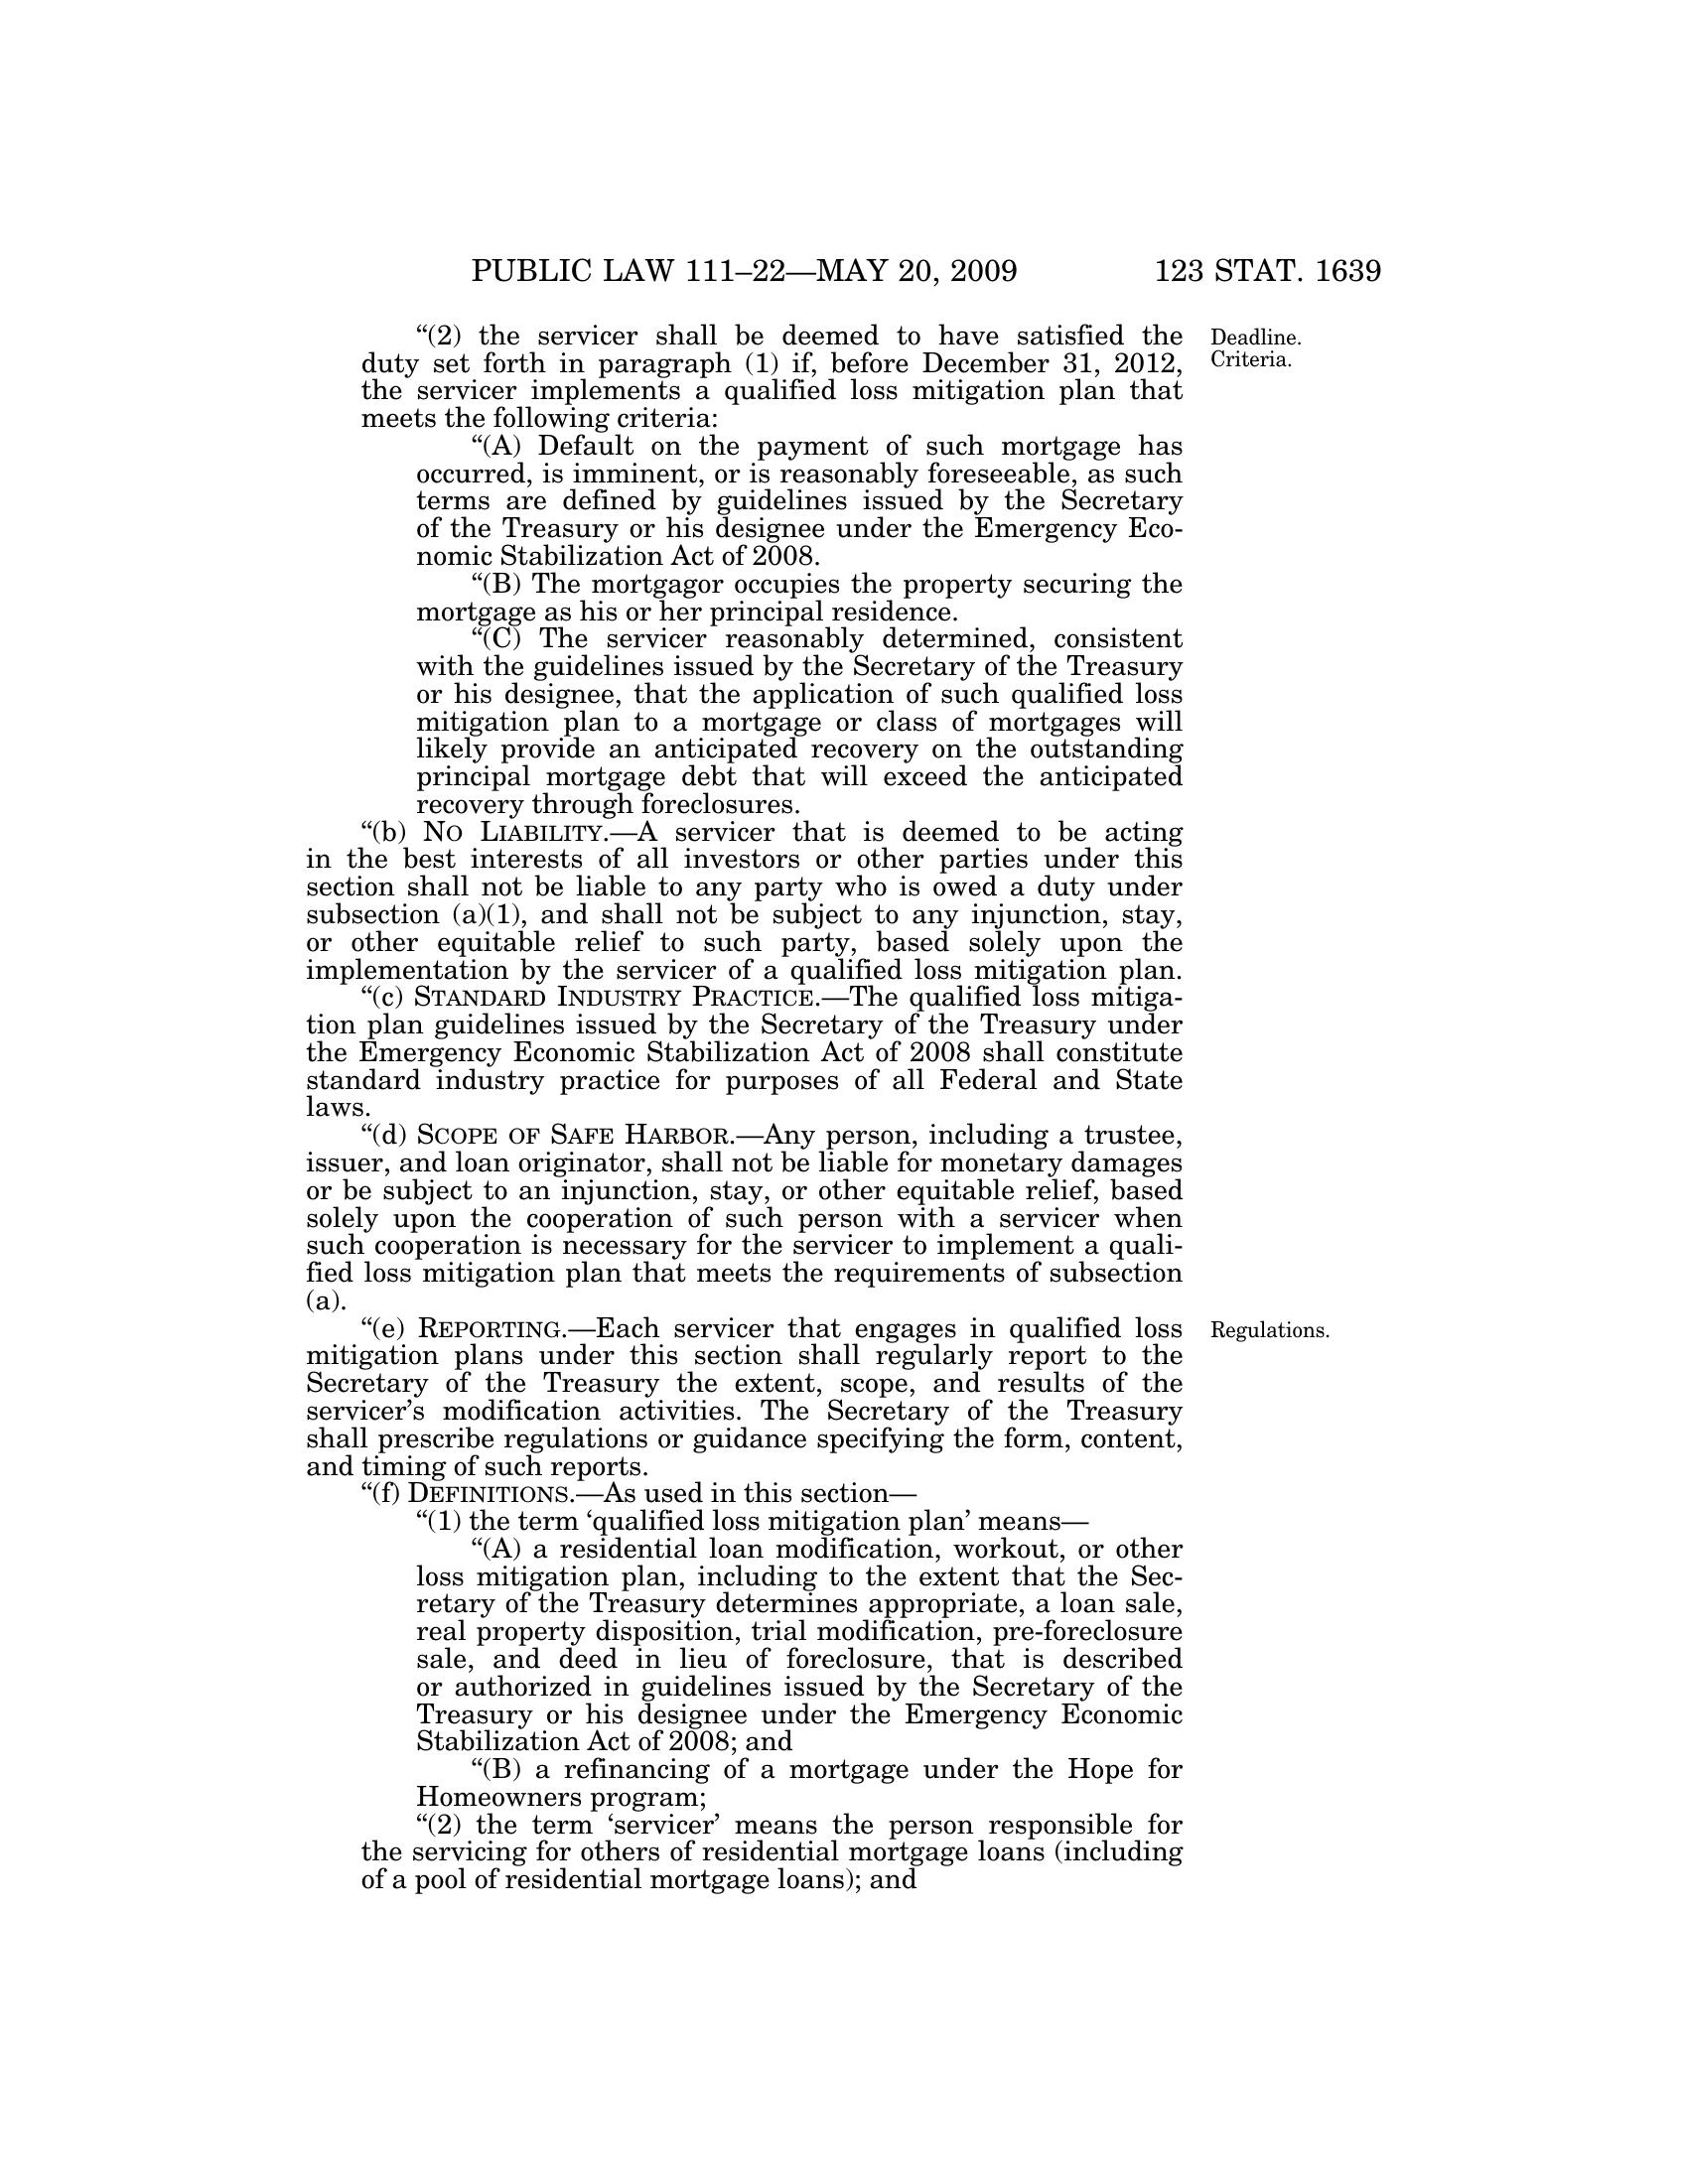 PUBLIC LAW 111–22—MAY 20, 2009 123 STAT. 1639
“(2) the servicer shall be deemed to have satisfied the
duty set forth in paragraph (1) if, before December 31, 2012,
the servicer implements a qualified loss mitigation plan that
meets the following criteria:
Deadline.
Criteria.
“(A) Default on the payment of such mortgage has
occurred, is imminent, or is reasonably foreseeable, as such
terms are defined by guidelines issued by the Secretary
of the Treasury or his designee under the Emergency Eco-
nomic Stabilization Act of 2008.
“(B) The mortgagor occupies the property securing the
mortgage as his or her principal residence.
“(C) The servicer reasonably determined, consistent
with the guidelines issued by the Secretary of the Treasury
or his designee, that the application of such qualified loss
mitigation plan to a mortgage or class of mortgages will
likely provide an anticipated recovery on the outstanding
principal mortgage debt that will exceed the anticipated
recovery through foreclosures.
“(b) NO LIABILITY.—A servicer that is deemed to be acting
in the best interests of all investors or other parties under this
section shall not be liable to any party who is owed a duty under
subsection (a)(1), and shall not be subject to any injunction, stay,
or other equitable relief to such party, based solely upon the
implementation by the servicer of a qualified loss mitigation plan.
“(c) STANDARD INDUSTRY PRACTICE.—The qualified loss mitiga-
tion plan guidelines issued by the Secretary of the Treasury under
the Emergency Economic Stabilization Act of 2008 shall constitute
standard industry practice for purposes of all Federal and State
laws.
“(d) SCOPE OF SAFE HARBOR.—Any person, including a trustee,
issuer, and loan originator, shall not be liable for monetary damages
or be subject to an injunction, stay, or other equitable relief, based
solely upon the cooperation of such person with a servicer when
such cooperation is necessary for the servicer to implement a quali-
fied loss mitigation plan that meets the requirements of subsection
(a).
“(e) REPORTING.—Each servicer that engages in qualified loss
mitigation plans under this section shall regularly report to the
Secretary of the Treasury the extent, scope, and results of the
servicer’s modification activities. The Secretary of the Treasury
shall prescribe regulations or guidance specifying the form, content,
and timing of such reports.
Regulations.
“(f) DEFINITIONS.—As used in this section—
“(1) the term ‘qualified loss mitigation plan’ means—
“(A) a residential loan modification, workout, or other
loss mitigation plan, including to the extent that the Sec-
retary of the Treasury determines appropriate, a loan sale,
real property disposition, trial modification, pre-foreclosure
sale, and deed in lieu of foreclosure, that is described
or authorized in guidelines issued by the Secretary of the
Treasury or his designee under the Emergency Economic
Stabilization Act of 2008; and
“(B) a refinancing of a mortgage under the Hope for
Homeowners program;
“(2) the term ‘servicer’ means the person responsible for
the servicing for others of residential mortgage loans (including
of a pool of residential mortgage loans); and